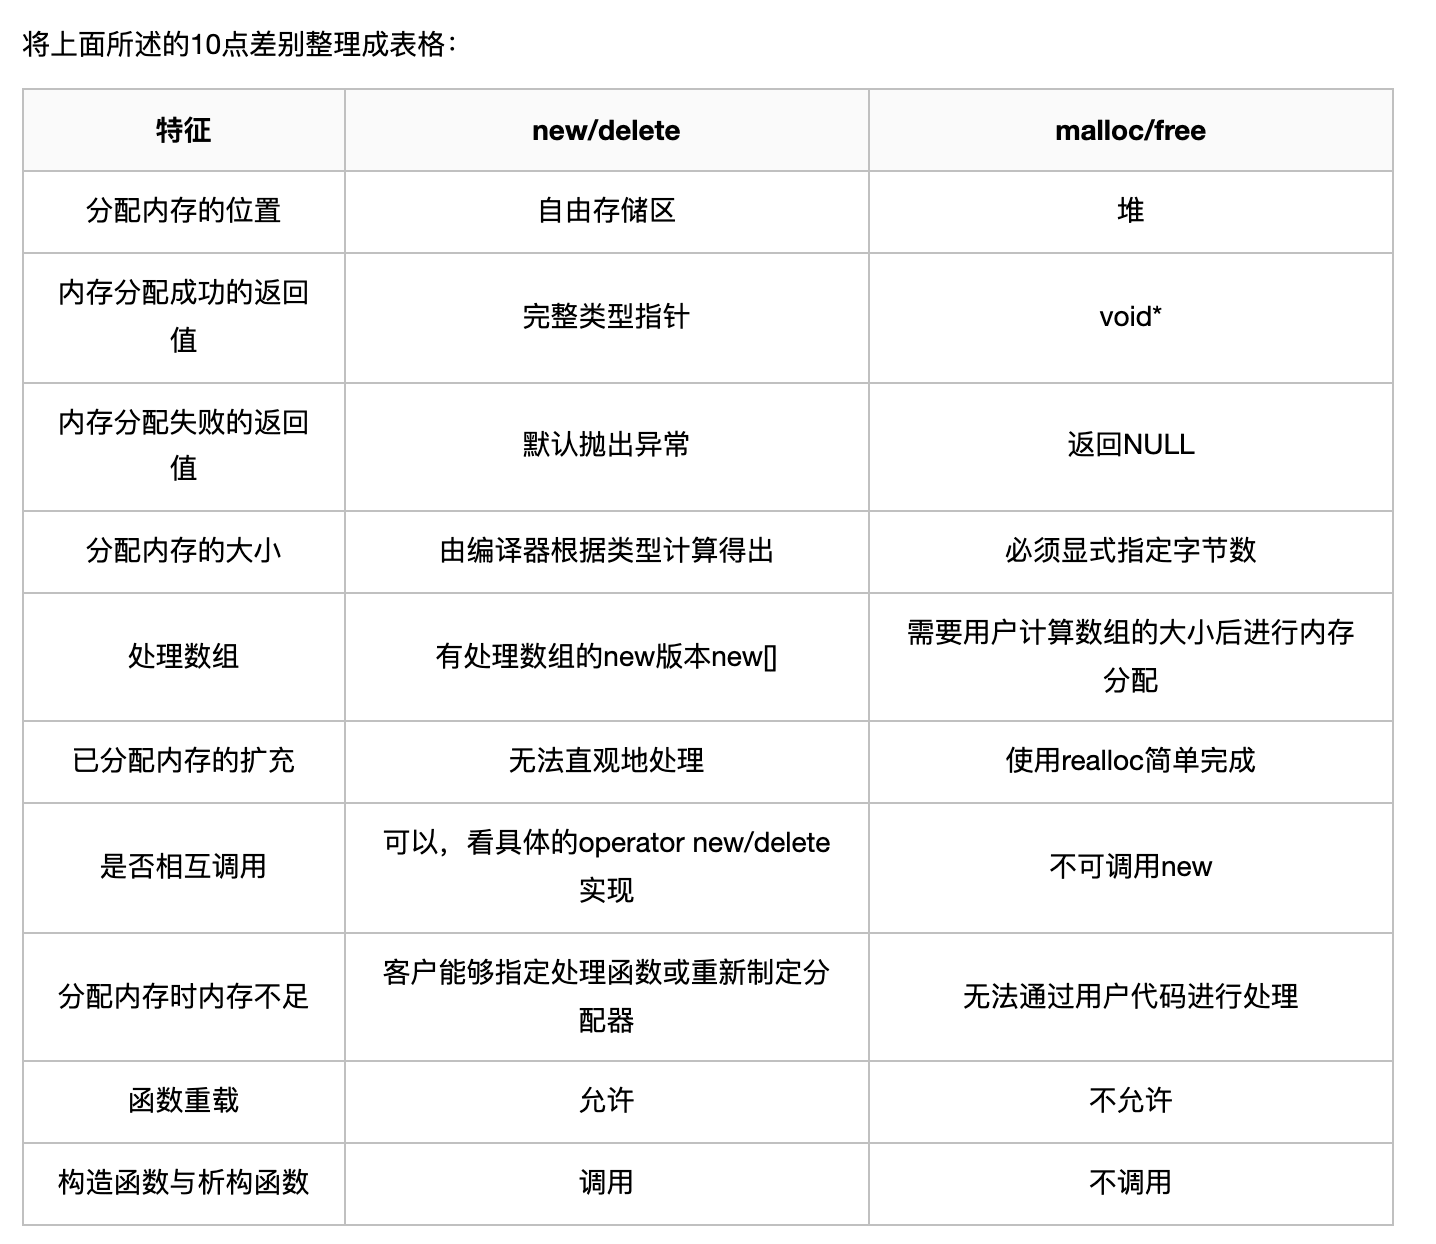 将上面所述的10点差别整理成表格：
特征 new/delete malloc/free
分配内存的位置 自由存储区 堆
内存分配成功的返回
值
完整类型指针 void*
内存分配失败的返回
值
默认抛出异常 返回NULL
分配内存的大小 由编译器根据类型计算得出 必须显式指定字节数
处理数组 有处理数组的new版本new[]
需要用户计算数组的大小后进行内存
分配
已分配内存的扩充 无法直观地处理 使用realloc简单完成
是否相互调用
可以，看具体的operator new/delete
实现
不可调用new
分配内存时内存不足
客户能够指定处理函数或重新制定分
配器
无法通过用户代码进行处理
函数重载 允许 不允许
构造函数与析构函数 调用 不调用